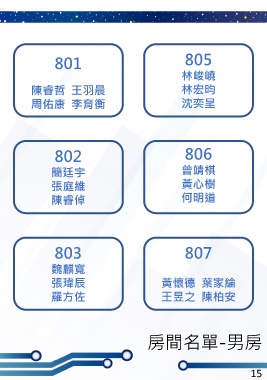 801
陳睿哲 王羽晨
周佑康 李育衡
805
林峻嶢
林宏昀
沈奕呈
802
簡廷宇
張庭維
陳睿倬
806
曾靖棋
黃心樹
何明道
803
魏麒寬
張瑋辰
羅方佐
807
黃懷德 葉家綸
王昱之 陳柏安
房間名單-男房
15